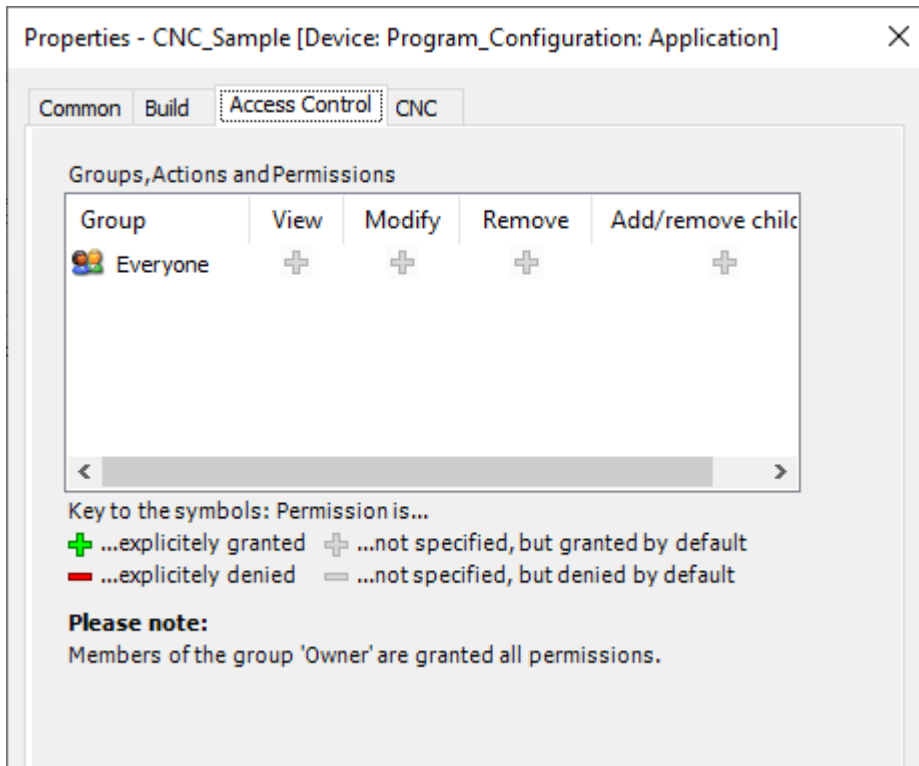 Properties - CNC_Sample [Device: Program_Configuration: Application]
Common Build Access Control CNC
Groups, Actions and Permissions
Group View Modify Remove Add/remove chilc
Everyone
Key to the symbols: Permission is...
...explicitely granted ...not specified, but granted by default
...explicitely denied ...not specified, but denied by default
Please note:
Members of the group 'Owner' are granted all permissions.